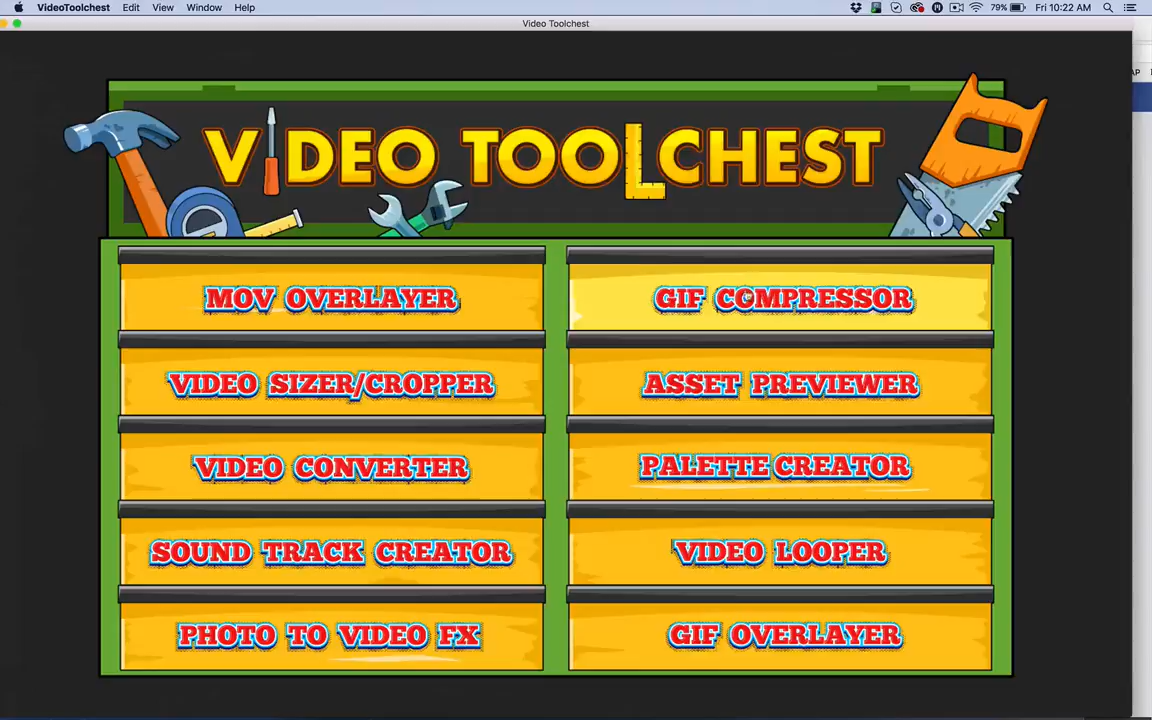 VideoToolchest Edit View Window Help 79% Fri 10:22 AM
Video Toolchest
AP
VIDEO TOOLCHEST
MOV OVERLAYER
GIF COMPRESSOR
VIDEO SIZER/CROPPER
ASSET PREVIEWER
VIDEO CONVERTER
PALETTE CREATOR
SOUND TRACK CREATOR
VIDEO LOOPER
PHOTO TO VIDEO FX
GIF OVERLAYER